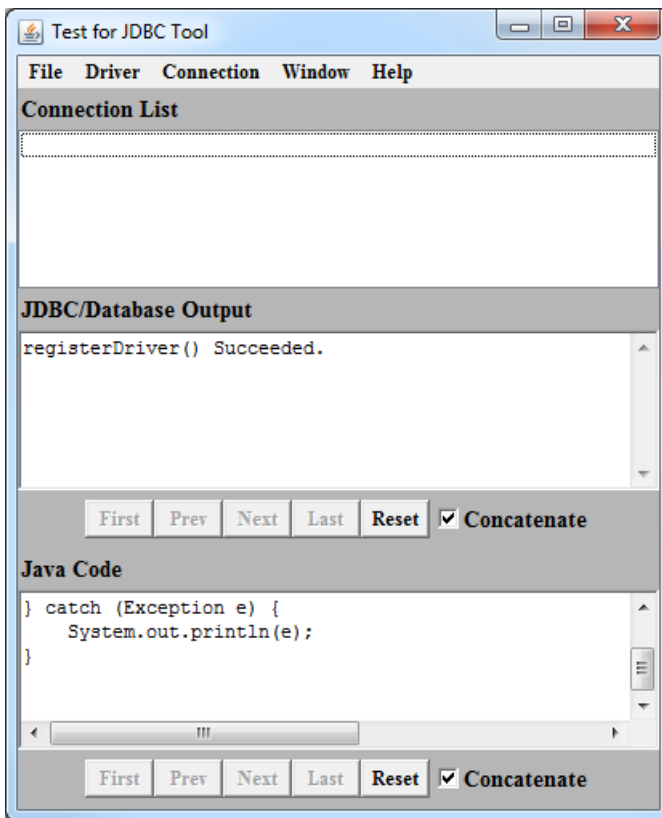 Test for JDBC Tool
File Driver Connection Window Help
Connection List
JDBC/Database Output
registerDriver() Succeeded.
First Prev Next Last Reset Concatenate
Java Code
} catch (Exception e) {
    System.out.println(e);
}
First Prev Next Last Reset Concatenate